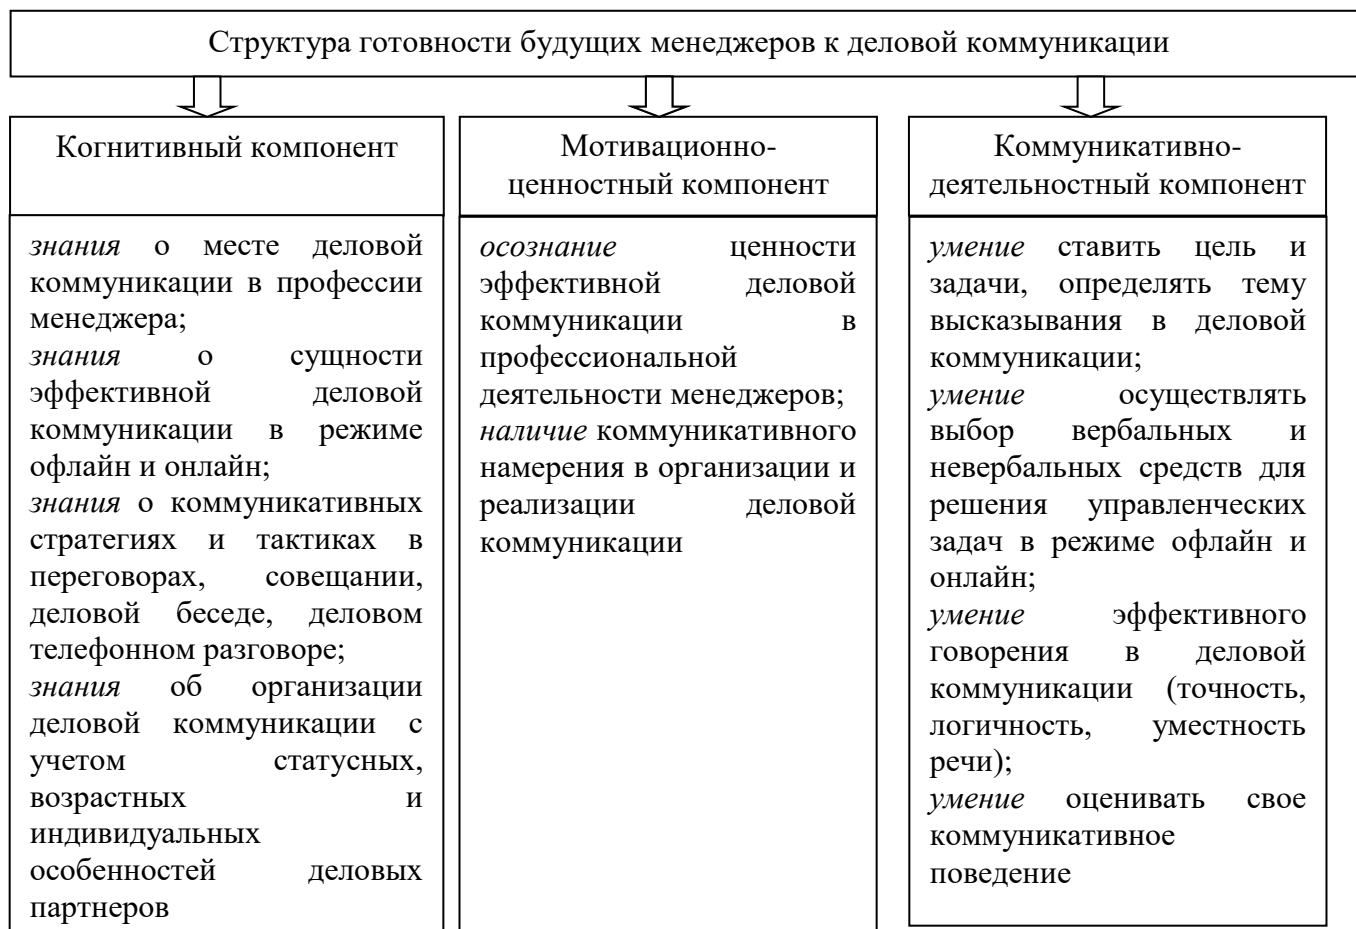 Структура готовности будущих менеджеров к деловой коммуникации
Когнитивный компонент
знания о месте деловой
коммуникации в профессии
менеджера;
знания о сущности
эффективной деловой
коммуникации в режиме
офлайн и онлайн;
знания о коммуникативных
стратегиях и тактиках в
переговорах, совещании,
деловой беседе, деловом
телефонном разговоре;
знания об организации
деловой коммуникации с
учетом статусных,
возрастных и
индивидуальных
особенностей деловых
партнеров
Мотивационно-
ценностный компонент
осознание ценности
эффективной деловой
коммуникации в
профессиональной
деятельности менеджеров;
наличие коммуникативного
намерения в организации и
реализации деловой
коммуникации
Коммуникативно-
деятельностный компонент
умение ставить цель и
задачи, определять тему
высказывания в деловой
коммуникации;
умение осуществлять
выбор вербальных и
невербальных средств для
решения управленческих
задач в режиме офлайн и
онлайн;
умение эффективного
говорения в деловой
коммуникации (точность,
логичность, уместность
речи);
умение оценивать свое
коммуникативное
поведение